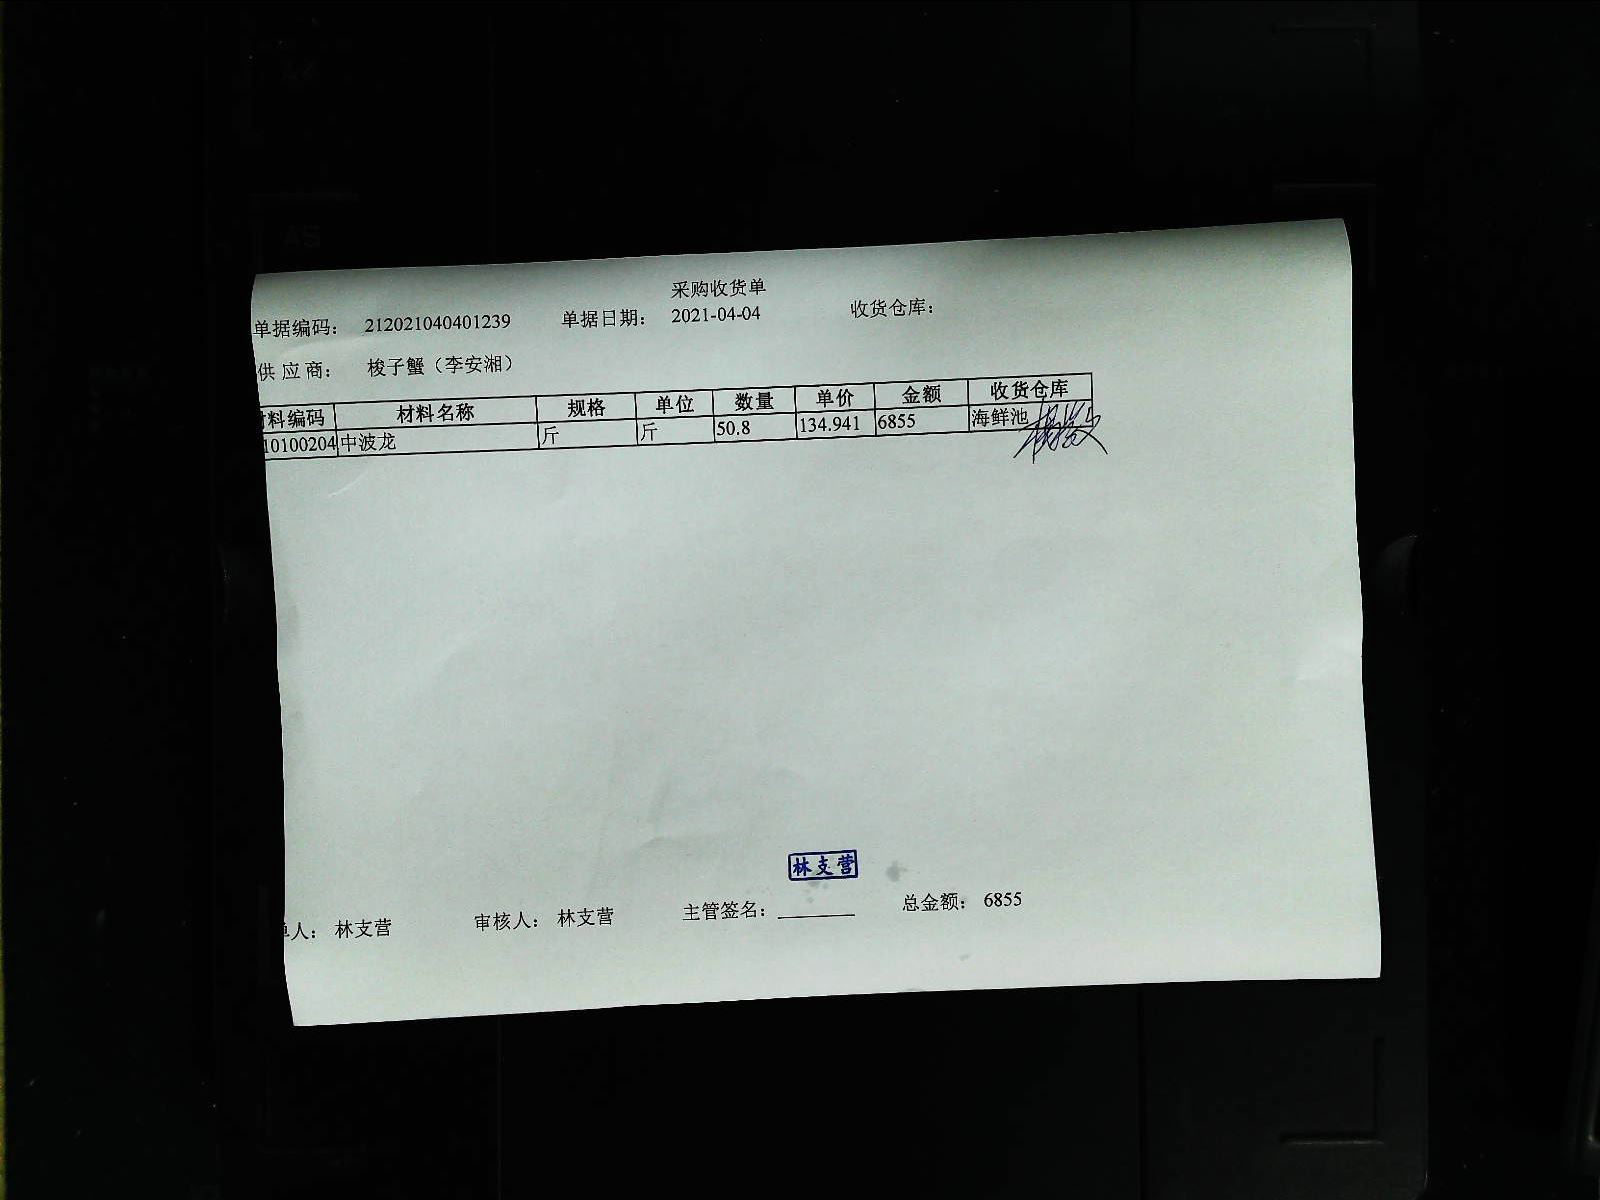 采购收货单
单据编码： 212021040401239 单据日期： 2021-04-04 收货仓库：
供 应 商： 梭子蟹（李安湘）
材料编码 材料名称 规格 单位 数量 单价 金额 收货仓库
10100204 中波龙 斤 斤 50.8 134.941 6855 海鲜池
林支营
单人： 林支营 审核人： 林支营 主管签名：________ 总金额： 6855